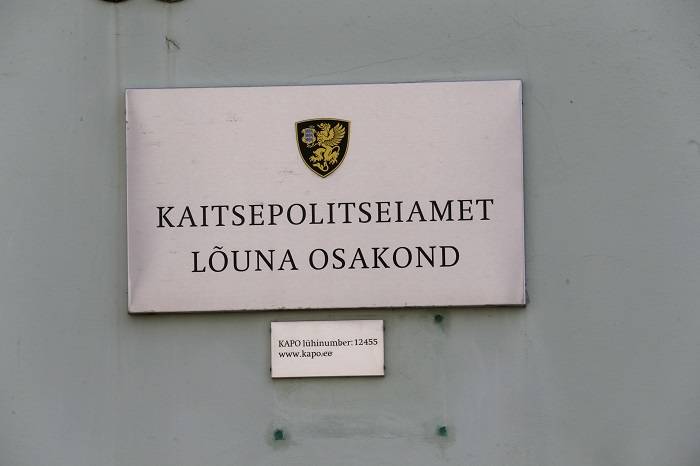 KAITSEPOLITSEIAMET
LÕUNA OSAKOND
KAPO lühinumber: 12455
www.kapo.ee